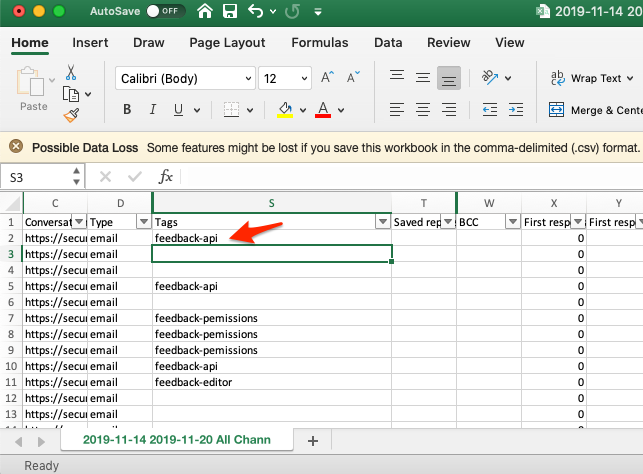 AutoSave OFF 2019-11-14 20
Home Insert Draw Page Layout Formulas Data Review View
Paste Calibri (Body) 12 A A ab Wrap Text
B I U A Merge & Cente
Possible Data Loss Some features might be lost if you save this workbook in the comma-delimited (.csv) format.
S3 fx
C D S T W X Y
1 Conversat Type Tags Saved rep BCC First resp First resp
2 https://secu email feedback-api 0
3 https://secu email 0
4 https://secu email 0
5 https://secu email feedback-api 0
6 https://secu email 0
7 https://secu email feedback-pemissions 0
8 https://secu email feedback-pemissions 0
9 https://secu email feedback-pemissions 0
10 https://secu email feedback-api 0
11 https://secu email feedback-editor 0
12 https://secu email 0
13 https://secu email 0
2019-11-14 2019-11-20 All Chann +
Ready